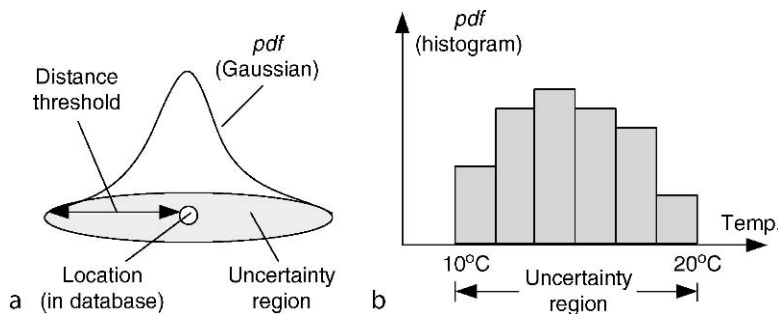 pdf
(Gaussian)
Distance
threshold
Location
(in database)
Uncertainty
region
a
pdf
(histogram)
Temp.
10°C
20°C
Uncertainty
region
b